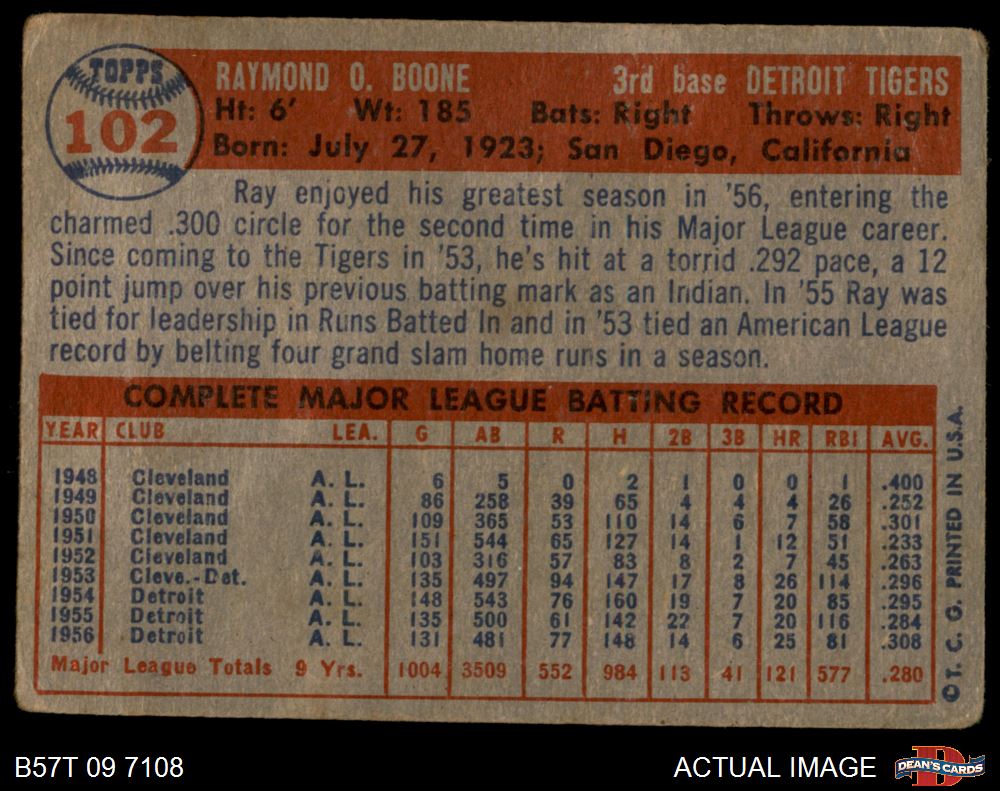 TOPPS
102
RAYMOND O. BOONE 3rd base DETROIT TIGERS
Ht: 6' Wt: 185 Bats: Right Throws: Right
Born: July 27, 1923; San Diego, California
Ray enjoyed his greatest season in '56, entering the
charmed .300 circle for the second time in his Major League career.
Since coming to the Tigers in '53, he's hit at a torrid .292 pace, a 12
point jump over his previous batting mark as an Indian. In '55 Ray was
tied for leadership in Runs Batted In and in '53 tied an American League
record by belting four grand slam home runs in a season.
COMPLETE MAJOR LEAGUE BATTING RECORD
YEAR CLUB LEA. G AB R H 2B 3B HR RBI AVG.
1948 Cleveland A. L. 6 5 0 2 1 0 0 1 .400
1949 Cleveland A. L. 86 258 39 65 4 4 4 26 .252
1950 Cleveland A. L. 109 365 53 110 14 6 7 58 .301
1951 Cleveland A. L. 151 544 65 127 14 1 12 51 .233
1952 Cleveland A. L. 103 316 57 83 8 2 7 45 .263
1953 Cleve.-Det. A. L. 135 497 94 147 17 8 26 114 .296
1954 Detroit A. L. 148 543 76 160 19 7 20 85 .295
1955 Detroit A. L. 135 500 61 142 22 7 20 116 .284
1956 Detroit A. L. 131 481 77 148 14 6 25 81 .308
Major League Totals 9 Yrs. 1004 3509 552 984 113 41 121 577 .280
© T. C. G. PRINTED IN U.S.A.
B57T 09 7108 ACTUAL IMAGE
D
DEAN'S CARDS